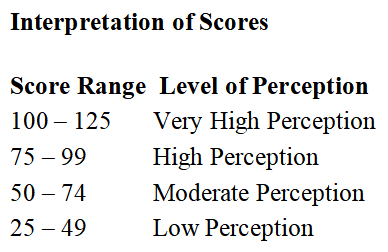 Interpretation of Scores
Score Range Level of Perception
100 – 125 Very High Perception
75 – 99 High Perception
50 – 74 Moderate Perception
25 – 49 Low Perception